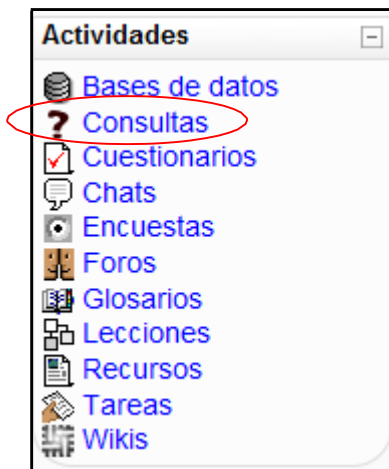 Actividades
Bases de datos
Consultas
Cuestionarios
Chats
Encuestas
Foros
Glosarios
Lecciones
Recursos
Tareas
Wikis